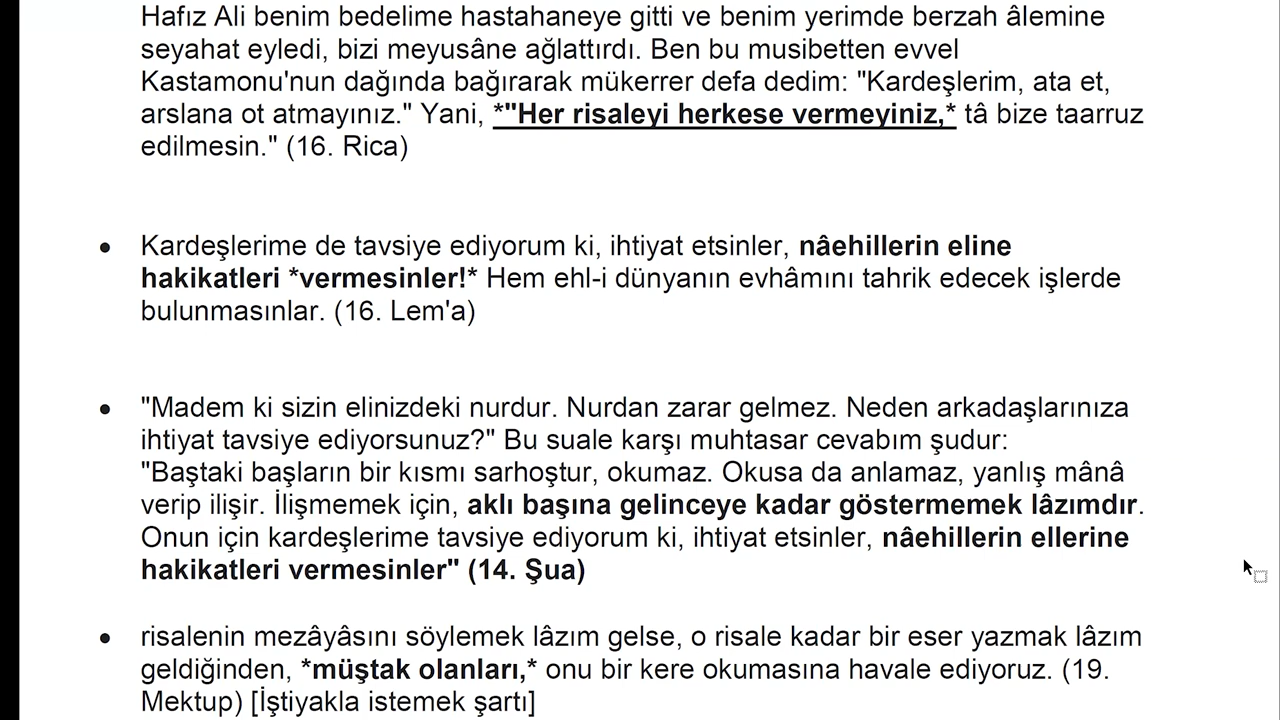 Hafız Ali benim bedelime hastahaneye gitti ve benim yerimde berzah âlemine
seyahat eyledi, bizi meyusâne ağlattırdı. Ben bu musibetten evvel
Kastamonu'nun dağında bağırarak mükerrer defa dedim: "Kardeşlerim, ata et,
arslana ot atmayınız." Yani, *"Her risaleyi herkese vermeyiniz,* tâ bize taarruz
edilmesin." (16. Rica)
• Kardeşlerime de tavsiye ediyorum ki, ihtiyat etsinler, nâehillerin eline
hakikatleri *vermesinler!* Hem ehl-i dünyanın evhâmını tahrik edecek işlerde
bulunmasınlar. (16. Lem'a)
• "Madem ki sizin elinizdeki nurdur. Nurdan zarar gelmez. Neden arkadaşlarınıza
ihtiyat tavsiye ediyorsunuz?" Bu suale karşı muhtasar cevabım şudur:
"Baştaki başların bir kısmı sarhoştur, okumaz. Okusa da anlamaz, yanlış mânâ
verip ilişir. İlişmemek için, aklı başına gelinceye kadar göstermemek lâzımdır.
Onun için kardeşlerime tavsiye ediyorum ki, ihtiyat etsinler, nâehillerin ellerine
hakikatleri vermesinler" (14. Şua)
• risalenin mezâyâsını söylemek lâzım gelse, o risale kadar bir eser yazmak lâzım
geldiğinden, *müştak olanları,* onu bir kere okumasına havale ediyoruz. (19.
Mektup) [İştiyakla istemek şartı]